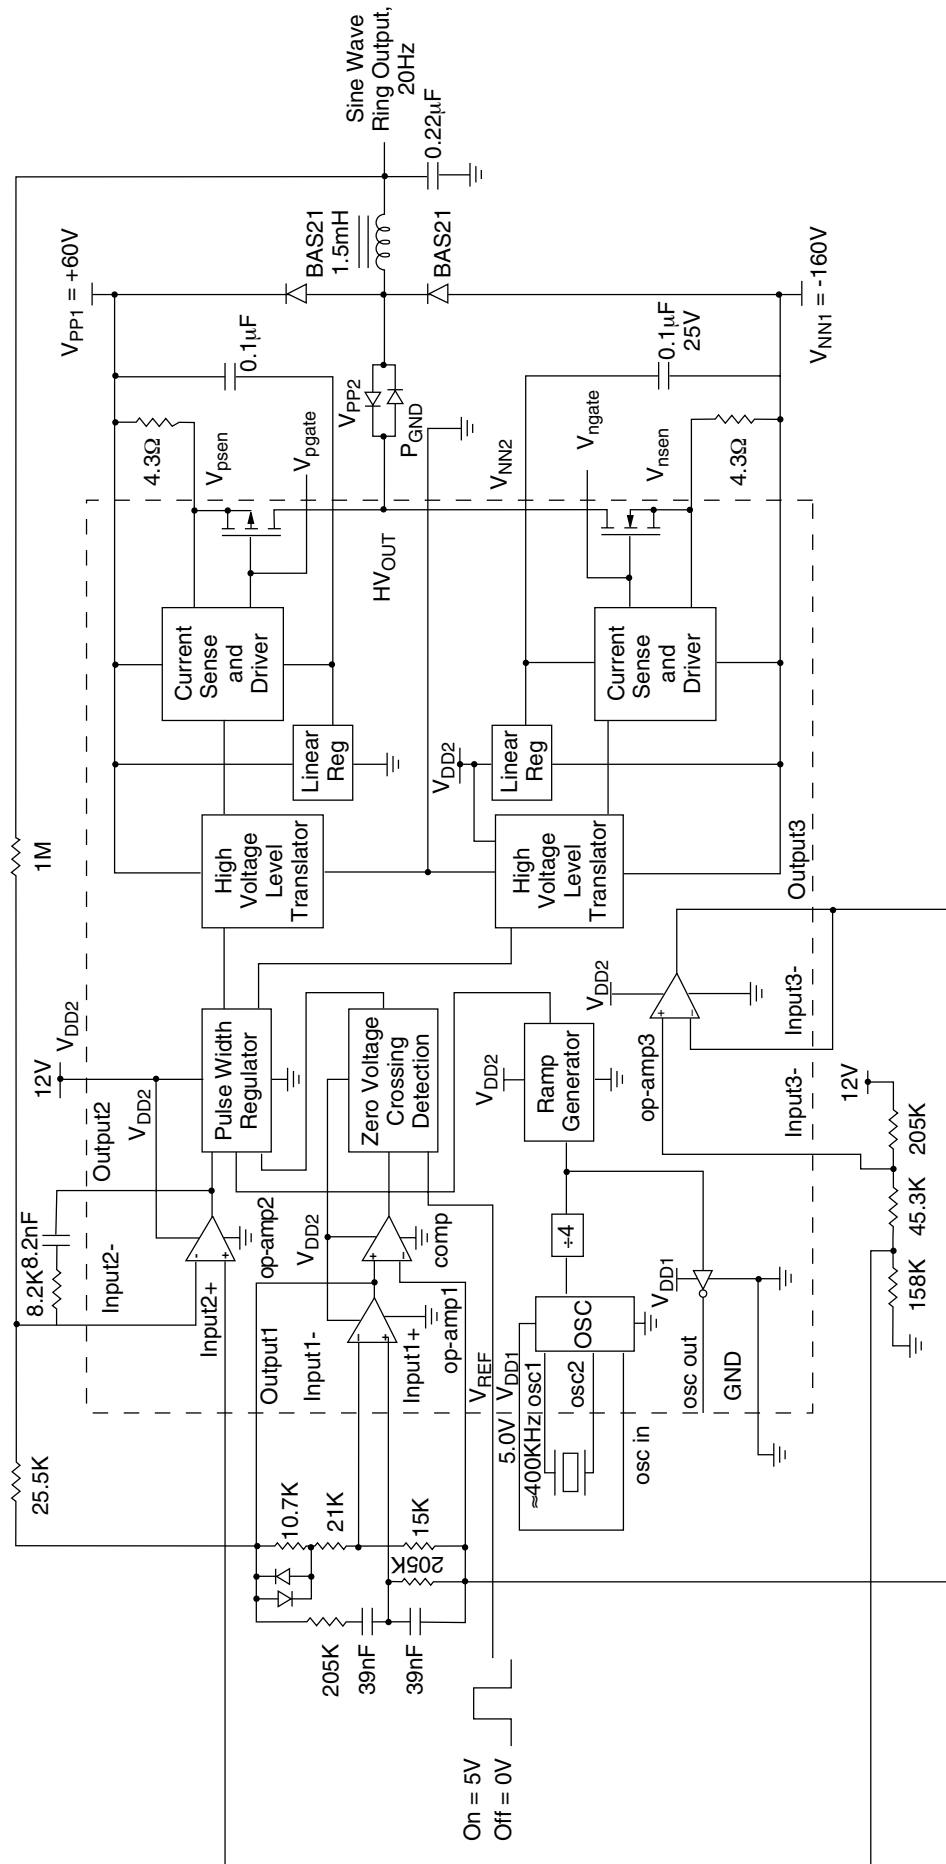 Sine Wave
Ring Output,
20Hz
0.22µF
BAS21
1.5mH
BAS21
VPP1 = +60V
VNN1 = -160V
0.1µF
0.1µF
25V
4.3Ω
Vpsen
Vpgate
VPP2
PGND
VNN2
Vngate
Vnsen
4.3Ω
HVOUT
Current
Sense
and
Driver
Current
Sense
and
Driver
Linear
Reg
VDD2
Linear
Reg
1M
High
Voltage
Level
Translator
High
Voltage
Level
Translator
Output3
12V
VDD2
VDD2
Output2
Pulse Width
Regulator
Zero Voltage
Crossing
Detection
VDD2
Ramp
Generator
VDD2
+
–
op-amp3
Input3-
Input3-
12V
205K
45.3K
158K
8.2nF
8.2K
Input2-
Input2+
-
+
op-amp2
VDD2
+
–
comp
Output1
Input1-
Input1+
–
+
op-amp1
VREF
÷4
OSC
VDD1
5.0V
≈400KHz
osc1
osc2
osc in
VDD1
osc out
GND
25.5K
10.7K
21K
15K
205K
205K
39nF
39nF
On = 5V
Off = 0V